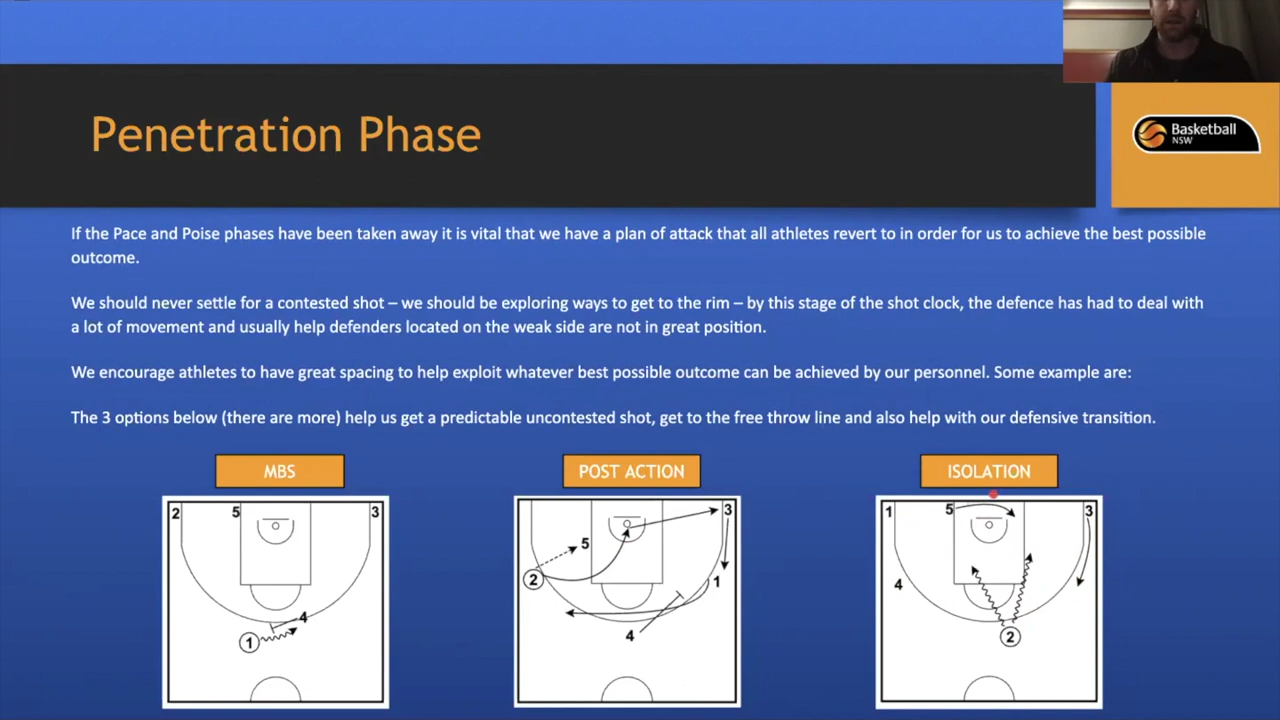 Penetration Phase
Basketball
NSW
If the Pace and Poise phases have been taken away it is vital that we have a plan of attack that all athletes revert to in order for us to achieve the best possible
outcome.
We should never settle for a contested shot – we should be exploring ways to get to the rim – by this stage of the shot clock, the defence has had to deal with
a lot of movement and usually help defenders located on the weak side are not in great position.
We encourage athletes to have great spacing to help exploit whatever best possible outcome can be achieved by our personnel. Some example are:
The 3 options below (there are more) help us get a predictable uncontested shot, get to the free throw line and also help with our defensive transition.
MBS
2 5 3
4
1
POST ACTION
3
5
2 1
4
ISOLATION
1 5 3
4
2